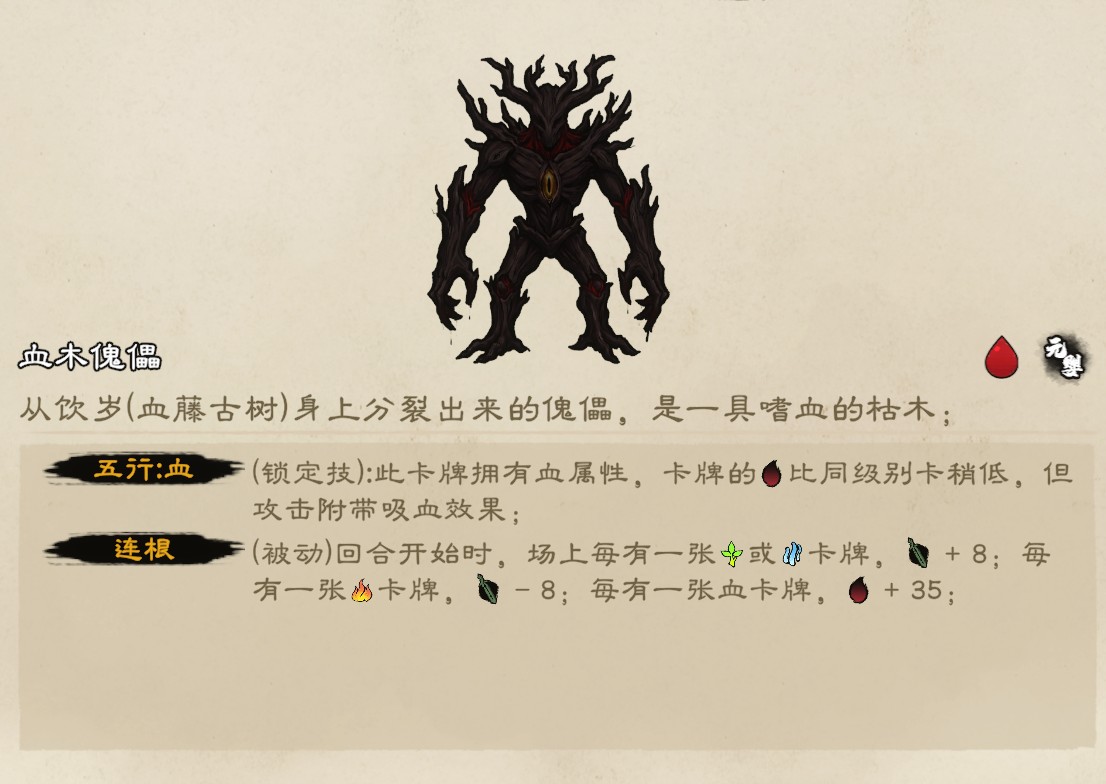 血木傀儡
元婴
从饮岁(血藤古树)身上分裂出来的傀儡，是一具嗜血的枯木；
五行:血
(锁定技):此卡牌拥有血属性，卡牌的比同级别卡稍低，但
攻击附带吸血效果；
连根
(被动)回合开始时，场上每有一张或卡牌，+ 8；每
有一张卡牌，- 8；每有一张血卡牌，+ 35；